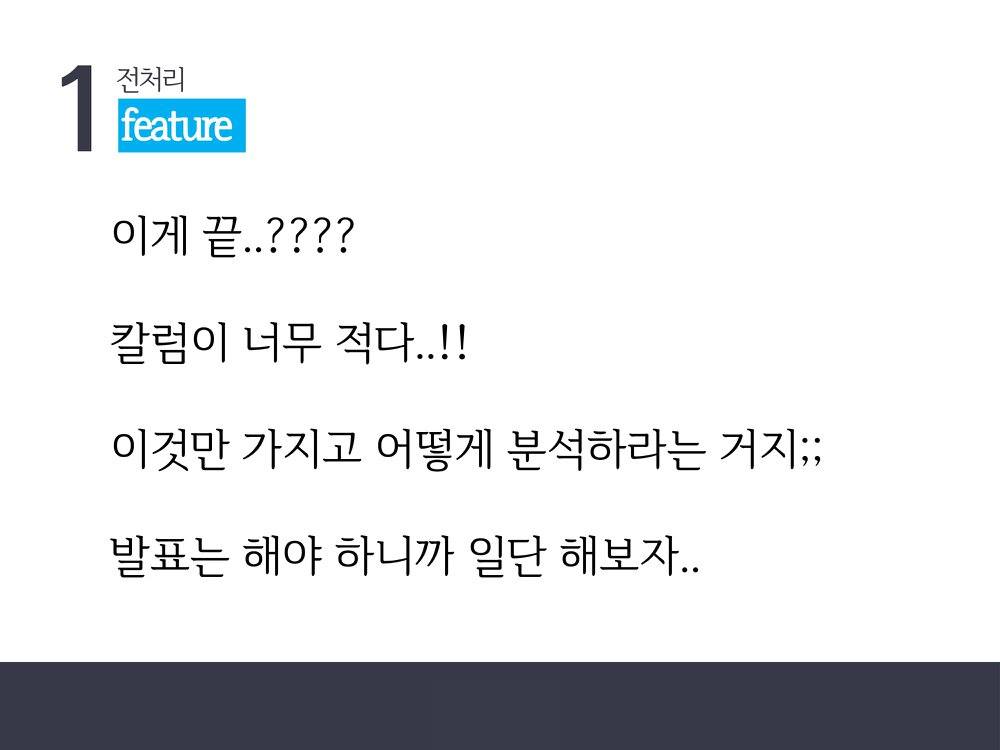 1
전처리
feature
이게 끝..????
칼럼이 너무 적다..!!
이것만 가지고 어떻게 분석하라는 거지;;
발표는 해야 하니까 일단 해보자..